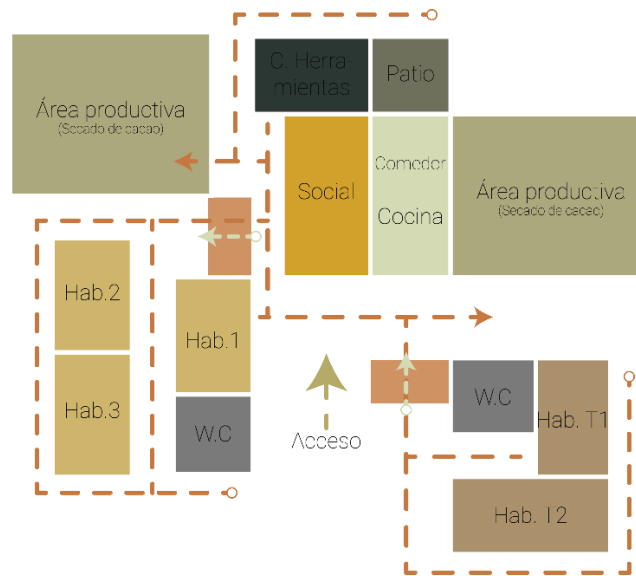 C. Herra-
mientas
Patio
Área productiva
(Secado de cacao)
Social
Comedor
Cocina
Área productiva
(Secado de cacao)
Hab.2
Hab.1
Hab.3
W.C
Acceso
W.C
Hab. T1
Hab. T2